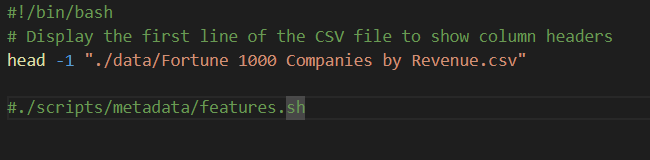 #!/bin/bash
# Display the first line of the CSV file to show column headers
head -1 "./data/Fortune 1000 Companies by Revenue.csv"
#./scripts/metadata/features.sh